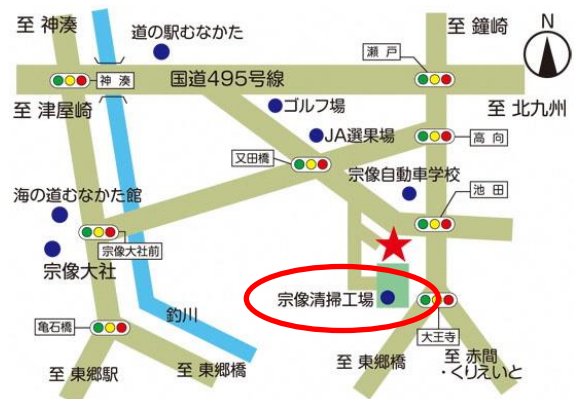 至 神湊
道の駅むなかた
瀬 戸
至 鐘崎
N
神 湊
国道495号線
至 津屋崎
至 北九州
ゴルフ場
JA選果場
高 向
又田橋
宗像自動車学校
海の道むなかた館
池 田
宗像大社前
宗像大社
宗像清掃工場
釣川
亀石橋
大王寺
至 東郷駅
至 東郷橋
至 東郷橋
至 赤間
・くりえいと